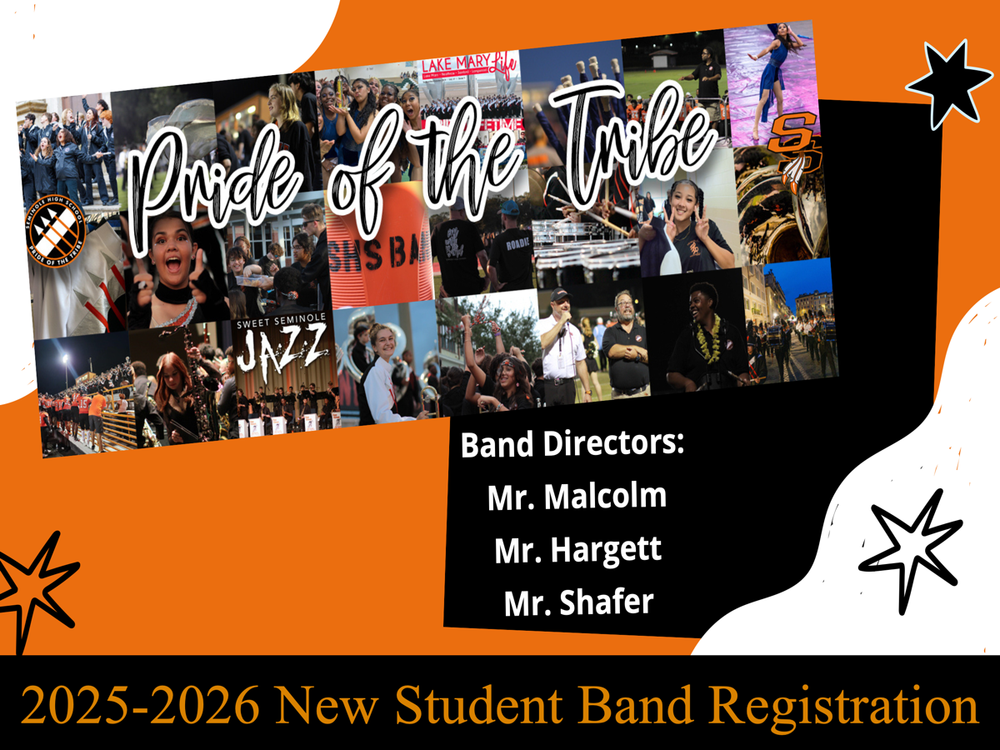 LAKE MARY Life
Pride of the Tribe
SEMINOLE HIGH SCHOOL
PRIDE OF THE TRIBE
SHS BA
ROADIE
SWEET SEMINOLE
JAZZ
Band Directors:
Mr. Malcolm
Mr. Hargett
Mr. Shafer
2025-2026 New Student Band Registration